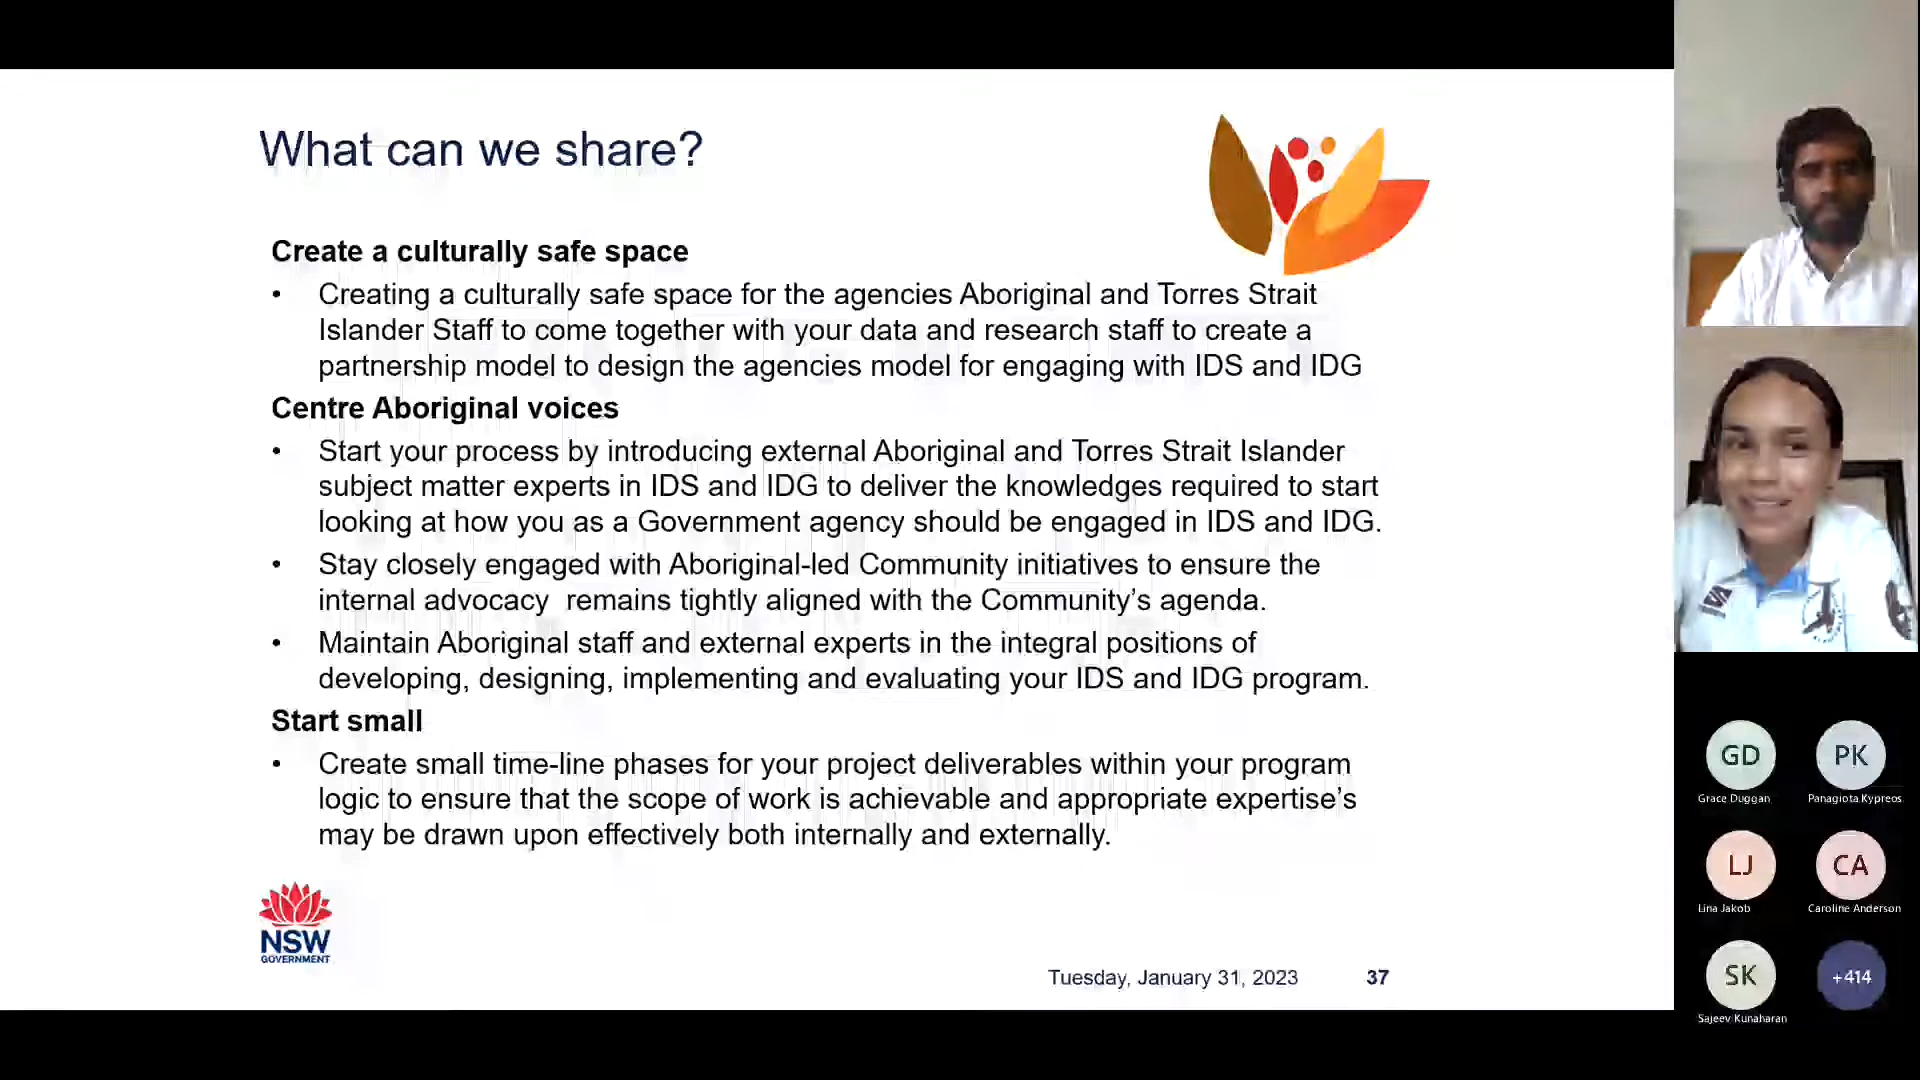 What can we share?
Create a culturally safe space
• Creating a culturally safe space for the agencies Aboriginal and Torres Strait
Islander Staff to come together with your data and research staff to create a
partnership model to design the agencies model for engaging with IDS and IDG
Centre Aboriginal voices
• Start your process by introducing external Aboriginal and Torres Strait Islander
subject matter experts in IDS and IDG to deliver the knowledges required to start
looking at how you as a Government agency should be engaged in IDS and IDG.
• Stay closely engaged with Aboriginal-led Community initiatives to ensure the
internal advocacy  remains tightly aligned with the Community’s agenda.
• Maintain Aboriginal staff and external experts in the integral positions of
developing, designing, implementing and evaluating your IDS and IDG program.
Start small
• Create small time-line phases for your project deliverables within your program
logic to ensure that the scope of work is achievable and appropriate expertise’s
may be drawn upon effectively both internally and externally.
NSW
GOVERNMENT
Tuesday, January 31, 2023 37
GD PK
Grace Duggan Panagiota Kypreos
LJ CA
Lina Jakob Caroline Anderson
SK +414
Sajeev Kunaharan